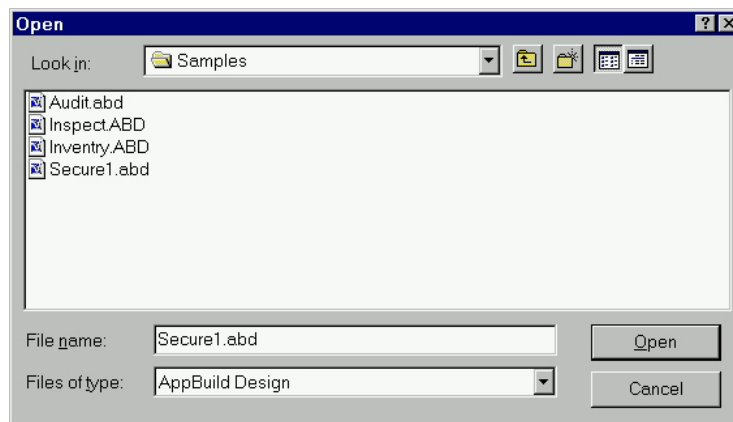 Open
Look in: Samples
Audit.abd
Inspect.ABD
Inventry.ABD
Secure1.abd
File name: Secure1.abd Open
Files of type: AppBuild Design Cancel